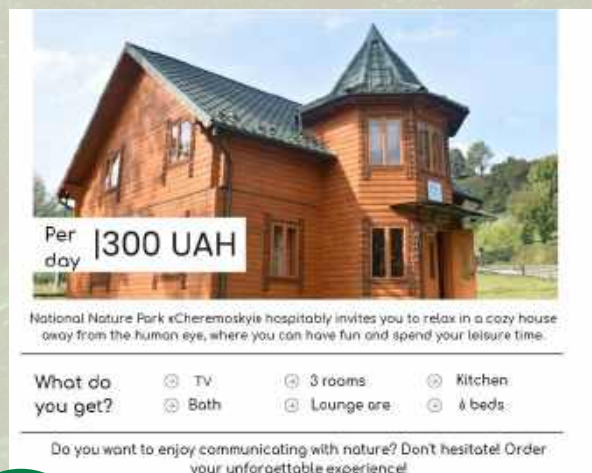 Per
day
|300 UAH
National Nature Park «Cheremoskyi» hospitably invites you to relax in a cozy house
away from the human eye, where you can have fun and spend your leisure time.
What do
you get?
TV
3 rooms
Kitchen
Bath
Lounge are
6 beds
Do you want to enjoy communicating with nature? Don't hesitate! Order
your unforgettable experience!